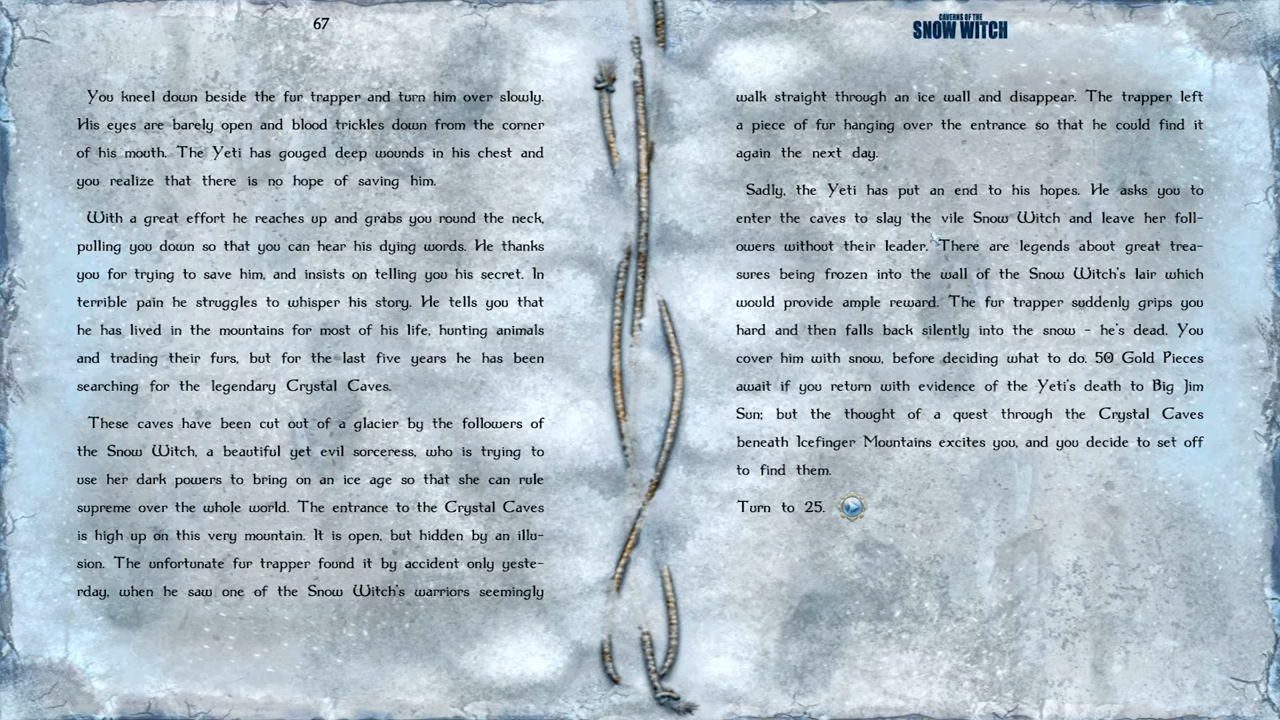 67
You kneel down beside the fur trapper and turn him over slowly.
His eyes are barely open and blood trickles down from the corner
of his mouth. The Yeti has gouged deep wounds in his chest and
you realize that there is no hope of saving him.
With a great effort he reaches up and grabs you round the neck,
pulling you down so that you can hear his dying words. He thanks
you for trying to save him, and insists on telling you his secret. In
terrible pain he struggles to whisper his story. He tells you that
he has lived in the mountains for most of his life, hunting animals
and trading their furs, but for the last five years he has been
searching for the legendary Crystal Caves.
These caves have been cut out of a glacier by the followers of
the Snow Witch, a beautiful yet evil sorceress, who is trying to
use her dark powers to bring on an ice age so that she can rule
supreme over the whole world. The entrance to the Crystal Caves
is high up on this very mountain. It is open, but hidden by an illu-
sion. The unfortunate fur trapper found it by accident only yeste-
rday, when he saw one of the Snow Witch's warriors seemingly
CAVERNS OF THE
SNOW WITCH
walk straight through an ice wall and disappear. The trapper left
a piece of fur hanging over the entrance so that he could find it
again the next day.
Sadly, the Yeti has put an end to his hopes. He asks you to
enter the caves to slay the vile Snow Witch and leave her foll-
owers without their leader. There are legends about great trea-
sures being frozen into the wall of the Snow Witch's lair which
would provide ample reward. The fur trapper suddenly grips you
hard and then falls back silently into the snow - he's dead. You
cover him with snow, before deciding what to do. 50 Gold Pieces
await if you return with evidence of the Yeti's death to Big Jim
Sun; but the thought of a quest through the Crystal Caves
beneath Icefinger Mountains excites you, and you decide to set off
to find them.
Turn to 25.